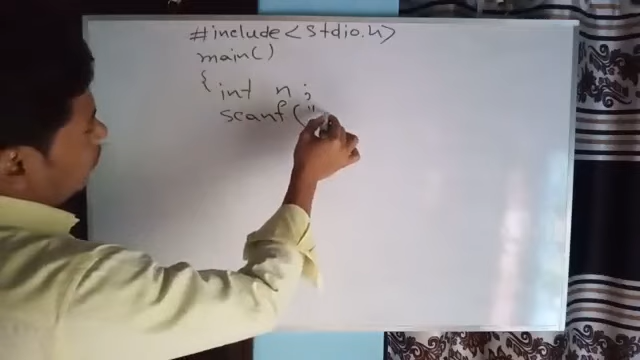 #include<stdio.h>
main()
{
int n ;
scanf("